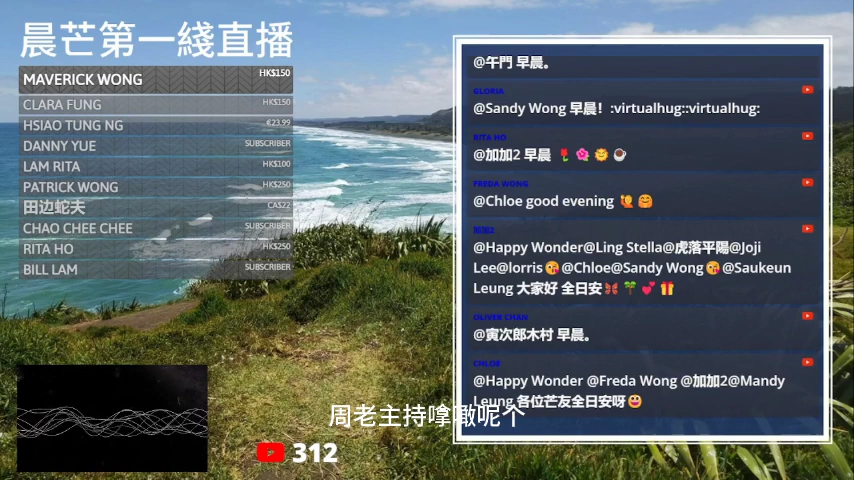 晨芒第一綫直播
MAVERICK WONG HK$150
CLARA FUNG HK$150
HSIAO TUNG NG €23.99
DANNY YUE SUBSCRIBER
LAM RITA HK$100
PATRICK WONG HK$250
田边蛇夫 CA$22
CHAO CHEE CHEE SUBSCRIBER
RITA HO HK$250
BILL LAM SUBSCRIBER
@午門 早晨。
GLORIA
@Sandy Wong 早晨！:virtualhug::virtualhug:
RITA HO
@加加2 早晨 🌷 🌺 🌞 ☕
FREDA WONG
@Chloe good evening 🙋 🤗
加加2
@Happy Wonder@Ling Stella@虎落平陽@Joji
Lee@lorris😘@Chloe@Sandy Wong😘@Saukeun
Leung 大家好 全日安🦋 🌴 💕 🎁
OLIVER CHAN
@寅次郎木村 早晨。
CHLOE
@Happy Wonder @Freda Wong @加加2@Mandy
Leung 各位芒友全日安呀😃
周老主持嗱噉呢个
312